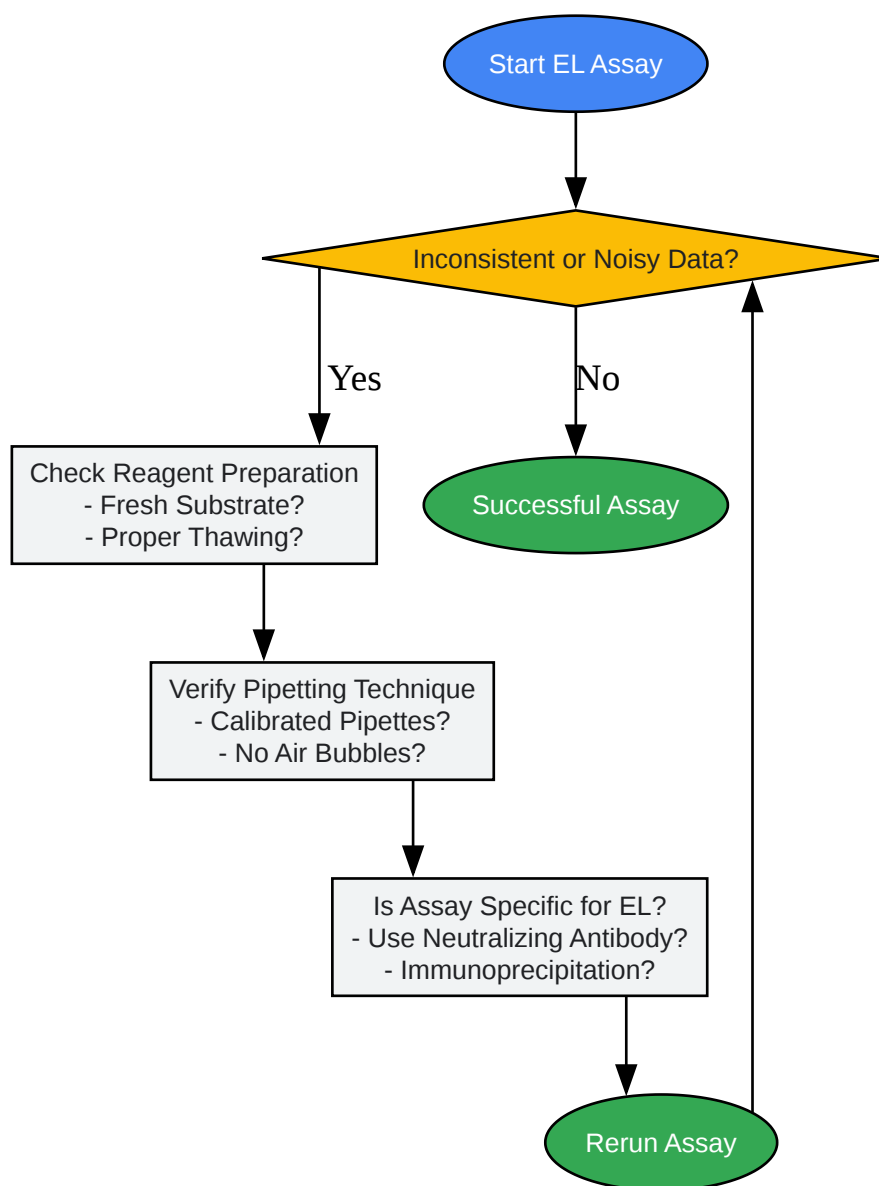 Start EL Assay
Inconsistent or Noisy Data?
Yes
No
Check Reagent Preparation
- Fresh Substrate?
- Proper Thawing?
Successful Assay
Verify Pipetting Technique
- Calibrated Pipettes?
- No Air Bubbles?
Is Assay Specific for EL?
- Use Neutralizing Antibody?
- Immunoprecipitation?
Rerun Assay